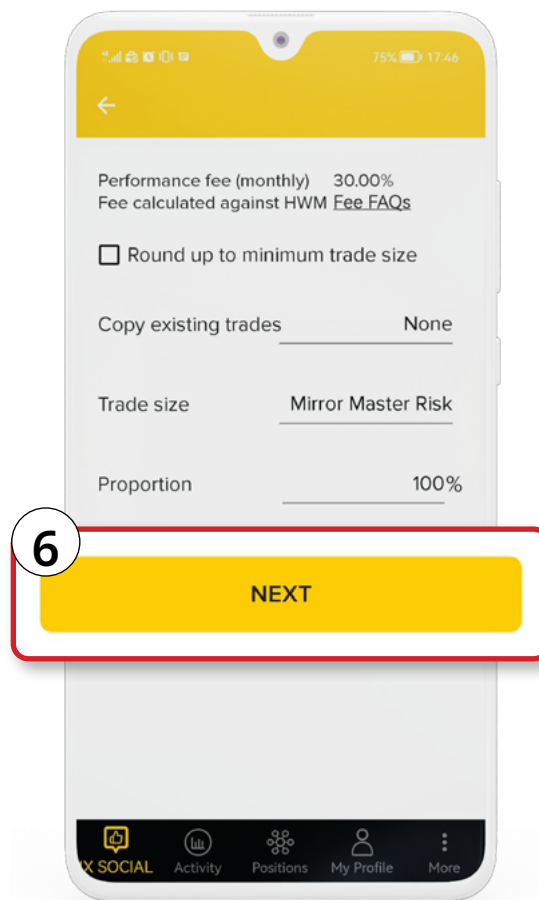 75% 17:46
Performance fee (monthly) 30.00%
Fee calculated against HWM Fee FAQs
Round up to minimum trade size
Copy existing trades None
Trade size Mirror Master Risk
Proportion 100%
6
NEXT
X SOCIAL Activity Positions My Profile More